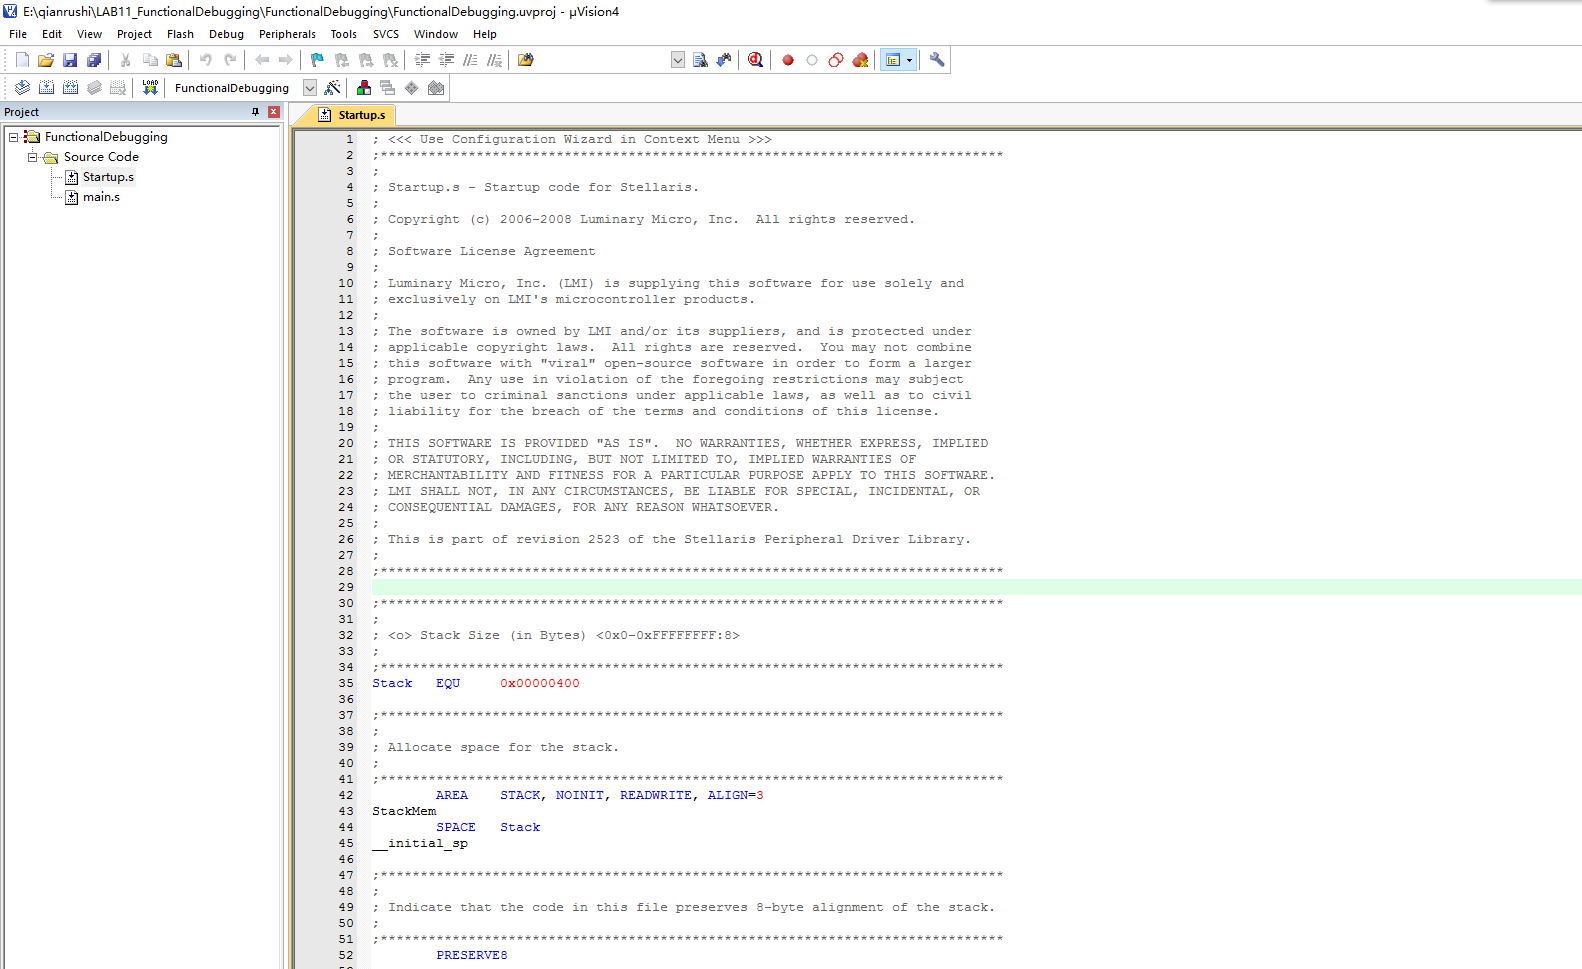 E:\qianrushi\LAB11_FunctionalDebugging\FunctionalDebugging\FunctionalDebugging.uvproj - µVision4
File Edit View Project Flash Debug Peripherals Tools SVCS Window Help
LOAD FunctionalDebugging
Project
FunctionalDebugging
Source Code
Startup.s
main.s
Startup.s
1 ; <<< Use Configuration Wizard in Context Menu >>>
2 ;******************************************************************************
3 ;
4 ; Startup.s - Startup code for Stellaris.
5 ;
6 ; Copyright (c) 2006-2008 Luminary Micro, Inc.  All rights reserved.
7 ;
8 ; Software License Agreement
9 ;
10 ; Luminary Micro, Inc. (LMI) is supplying this software for use solely and
11 ; exclusively on LMI's microcontroller products.
12 ;
13 ; The software is owned by LMI and/or its suppliers, and is protected under
14 ; applicable copyright laws.  All rights are reserved.  You may not combine
15 ; this software with "viral" open-source software in order to form a larger
16 ; program.  Any use in violation of the foregoing restrictions may subject
17 ; the user to criminal sanctions under applicable laws, as well as to civil
18 ; liability for the breach of the terms and conditions of this license.
19 ;
20 ; THIS SOFTWARE IS PROVIDED "AS IS".  NO WARRANTIES, WHETHER EXPRESS, IMPLIED
21 ; OR STATUTORY, INCLUDING, BUT NOT LIMITED TO, IMPLIED WARRANTIES OF
22 ; MERCHANTABILITY AND FITNESS FOR A PARTICULAR PURPOSE APPLY TO THIS SOFTWARE.
23 ; LMI SHALL NOT, IN ANY CIRCUMSTANCES, BE LIABLE FOR SPECIAL, INCIDENTAL, OR
24 ; CONSEQUENTIAL DAMAGES, FOR ANY REASON WHATSOEVER.
25 ;
26 ; This is part of revision 2523 of the Stellaris Peripheral Driver Library.
27 ;
28 ;******************************************************************************
29
30 ;******************************************************************************
31 ;
32 ; <o> Stack Size (in Bytes) <0x0-0xFFFFFFFF:8>
33 ;
34 ;******************************************************************************
35 Stack   EQU     0x00000400
36
37 ;******************************************************************************
38 ;
39 ; Allocate space for the stack.
40 ;
41 ;******************************************************************************
42         AREA    STACK, NOINIT, READWRITE, ALIGN=3
43 StackMem
44         SPACE   Stack
45 __initial_sp
46
47 ;******************************************************************************
48 ;
49 ; Indicate that the code in this file preserves 8-byte alignment of the stack.
50 ;
51 ;******************************************************************************
52         PRESERVE8